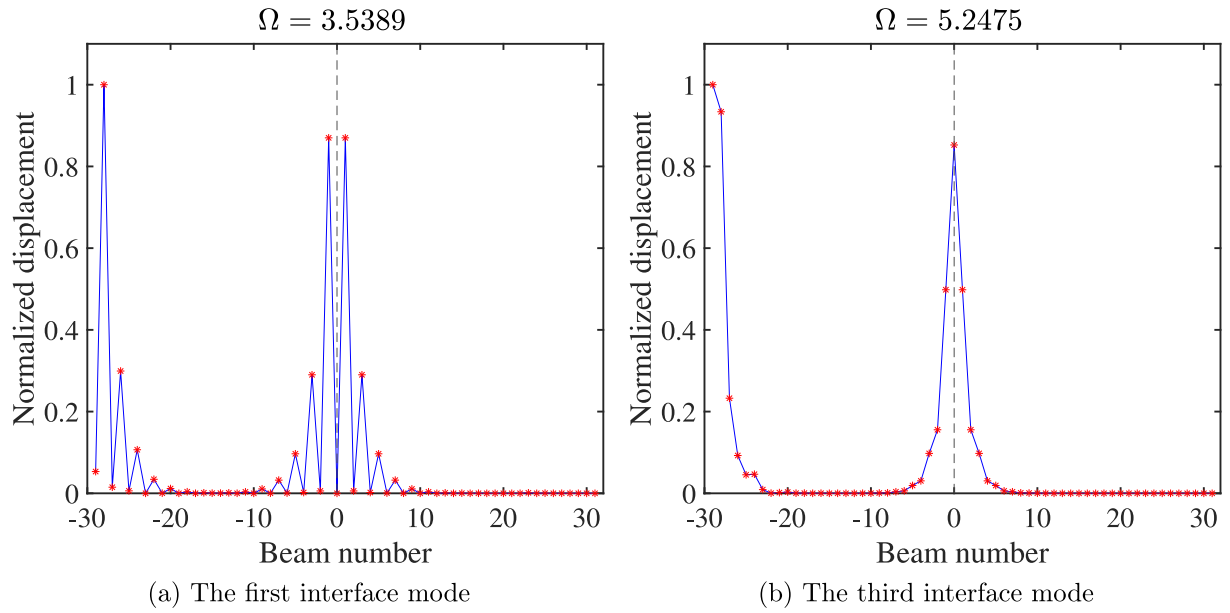 Ω = 3.5389
Normalized displacement
1
0.8
0.6
0.4
0.2
0
-30 -20 -10 0 10 20 30
Beam number
(a) The first interface mode
Ω = 5.2475
Normalized displacement
1
0.8
0.6
0.4
0.2
0
-30 -20 -10 0 10 20 30
Beam number
(b) The third interface mode